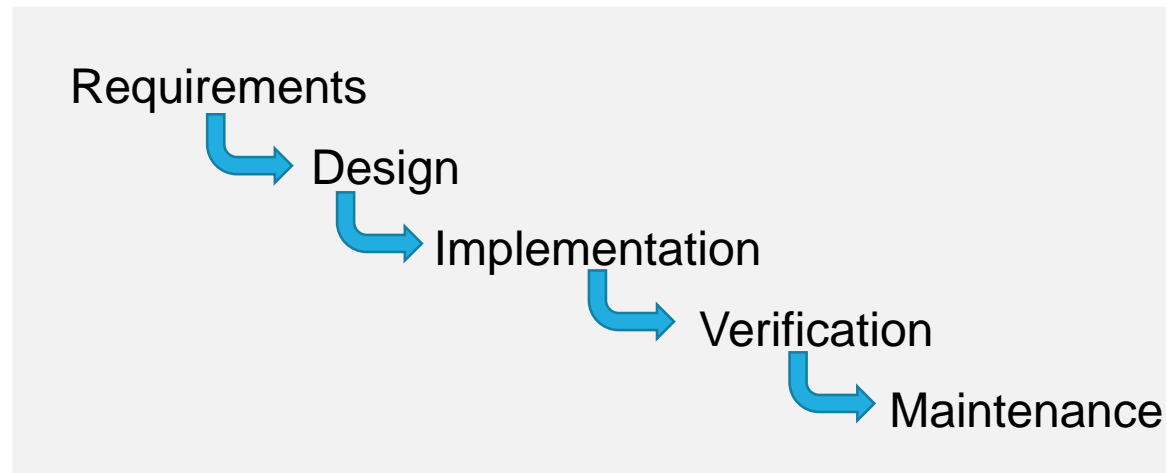 Requirements
Design
Implementation
Verification
Maintenance